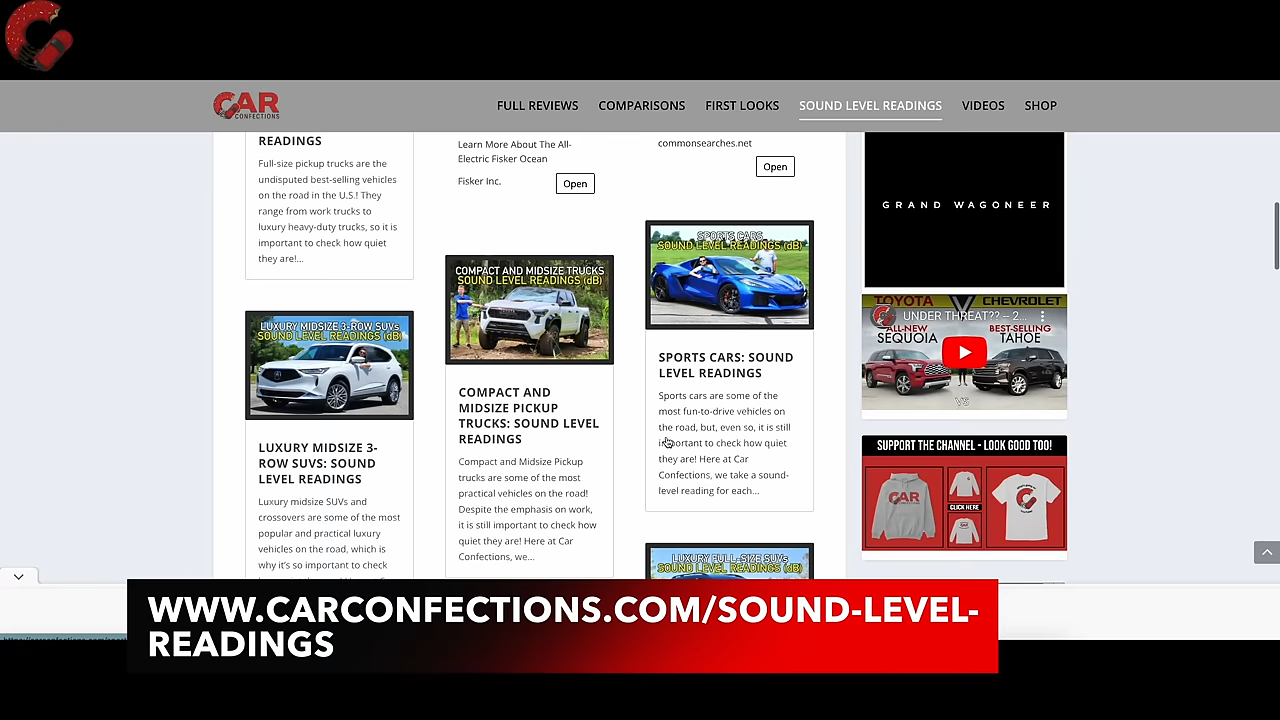 CAR
CONFECTIONS
FULL REVIEWS
COMPARISONS
FIRST LOOKS
SOUND LEVEL READINGS
VIDEOS
SHOP
READINGS
Full-size pickup trucks are the
undisputed best-selling vehicles
on the road in the U.S.! They
range from work trucks to
luxury heavy-duty trucks, so it is
important to check how quiet
they are!...
LUXURY MIDSIZE 3-ROW SUVs
SOUND LEVEL READINGS (dB)
LUXURY MIDSIZE 3-
ROW SUVS: SOUND
LEVEL READINGS
Luxury midsize SUVs and
crossovers are some of the most
popular and practical luxury
vehicles on the road, which is
why it's so important to check
Learn More About The All-
Electric Fisker Ocean
Fisker Inc.
Open
COMPACT AND MIDSIZE TRUCKS
SOUND LEVEL READINGS (dB)
COMPACT AND
MIDSIZE PICKUP
TRUCKS: SOUND LEVEL
READINGS
Compact and Midsize Pickup
trucks are some of the most
practical vehicles on the road!
Despite the emphasis on work,
it is still important to check how
quiet they are! Here at Car
Confections, we...
commonsearches.net
Open
SPORTS CARS
SOUND LEVEL READINGS (dB)
SPORTS CARS: SOUND
LEVEL READINGS
Sports cars are some of the
most fun-to-drive vehicles on
the road, but, even so, it is still
important to check how quiet
they are! Here at Car
Confections, we take a sound-
level reading for each...
LUXURY FULL-SIZE SUVs
SOUND LEVEL READINGS (dB)
GRAND WAGONEER
TOYOTA
CHEVROLET
UNDER THREAT?? – 2...
ALL-NEW
SEQUOIA
BEST-SELLING
TAHOE
VS
SUPPORT THE CHANNEL - LOOK GOOD TOO!
CAR
CLICK HERE
WWW.CARCONFECTIONS.COM/SOUND-LEVEL-
READINGS